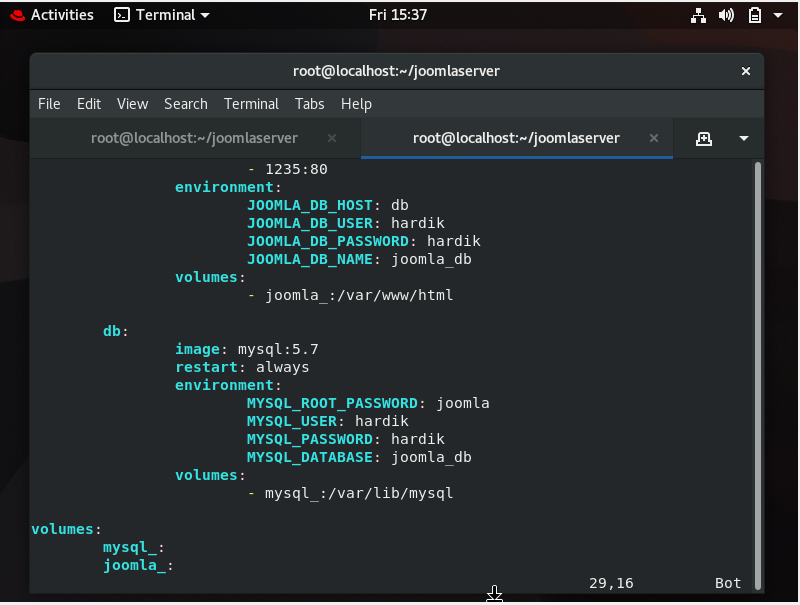 Activities Terminal Fri 15:37
root@localhost:~/joomlaserver
File Edit View Search Terminal Tabs Help
root@localhost:~/joomlaserver root@localhost:~/joomlaserver
- 1235:80
environment:
JOOMLA_DB_HOST: db
JOOMLA_DB_USER: hardik
JOOMLA_DB_PASSWORD: hardik
JOOMLA_DB_NAME: joomla_db
volumes:
- joomla_:/var/www/html
db:
image: mysql:5.7
restart: always
environment:
MYSQL_ROOT_PASSWORD: joomla
MYSQL_USER: hardik
MYSQL_PASSWORD: hardik
MYSQL_DATABASE: joomla_db
volumes:
- mysql_:/var/lib/mysql
volumes:
mysql_:
joomla_:
29,16 Bot